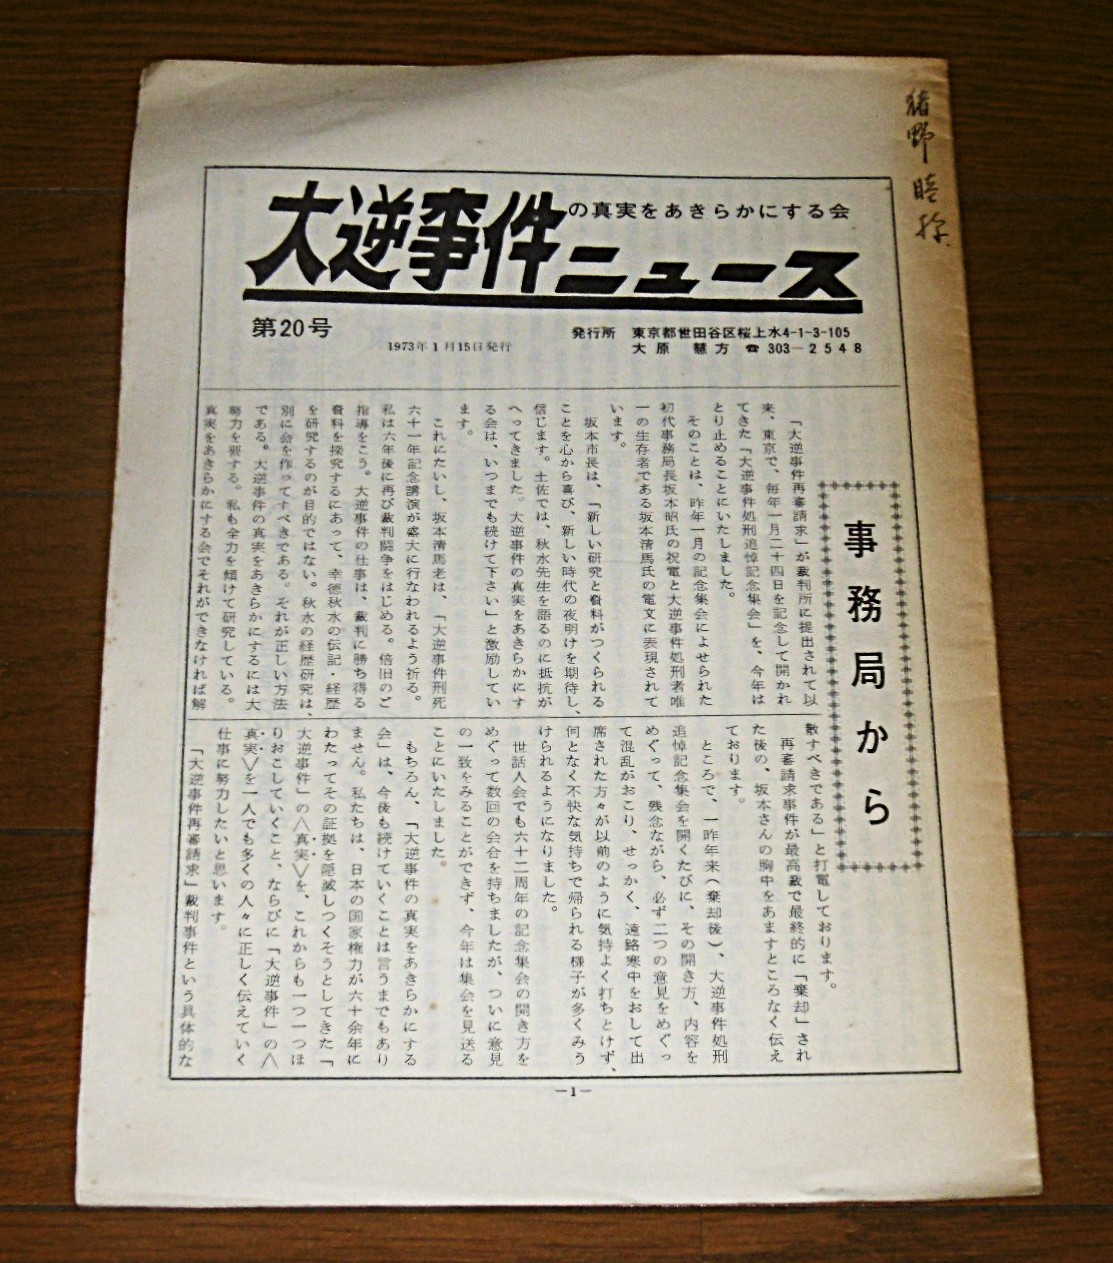 猪野睦様
大逆事件の真実をあきらかにする会
ニュース
第20号
1973年1月15日発行
発行所 東京都世田谷区桜上水4-1-3-105
大原 慧方 ☎ 303-2548
事務局から
「大逆事件再審請求」が裁判所に提出されて以
来、東京で、毎年一月二十四日を記念して開かれ
てきた「大逆事件処刑追悼記念集会」を、今年は
とり止めることにいたしました。
そのことは、昨年一月の記念集会によせられた
初代事務局長坂本昭氏の祝電と大逆事件処刑者唯
一の生存者である坂本清馬氏の電文に表現されて
います。
坂本市長は、「新しい研究と資料がつくられる
ことを心から喜び、新しい時代の夜明けを期待し、
信じます。土佐では、秋水先生を語るのに抵抗が
へってきました。大逆事件の真実をあきらかにす
る会は、いつまでも続けて下さい」と激励してい
ます。
これにたいし、坂本清馬老は、「大逆事件刑死
六十一年記念講演が盛大に行なわれるよう祈る。
私は六年後に再び裁判闘争をはじめる。倍旧のご
指導をこう。大逆事件の仕事は、裁判に勝ち得る
資料を探究するにあって、幸徳秋水の伝記・経歴
を研究するのが目的ではない。秋水の経歴研究は、
別に会を作ってすべきである。それが正しい方法
である。大逆事件の真実をあきらかにするには大
努力を要する。私も全力を傾けて研究している。
真実をあきらかにする会でそれができなければ解
散すべきである」と打電しております。
再審請求事件が最高裁で最終的に「棄却」され
た後の、坂本さんの胸中をあますところなく伝え
ております。
ところで、一昨年来(棄却後)、大逆事件処刑
追悼記念集会を開くたびに、その開き方、内容を
めぐって、残念ながら、必ず二つの意見をめぐっ
て混乱がおこり、せっかく、遠路寒中をおして出
席された方々が以前のように気持よく打ちとけず、
何となく不快な気持ちで帰られる様子が多くみう
けられるようになりました。
世話人会でも六十二周年の記念集会の開き方を
めぐって数回の会合を持ちましたが、ついに意見
の一致をみることができず、今年は集会を見送る
ことにいたしました。
もちろん、「大逆事件の真実をあきらかにする
会」は、今後も続けていくことは言うまでもあり
ません。私たちは、日本の国家権力が六十余年に
わたってその証拠を隠滅しつくそうとしてきた「
大逆事件」の〈真実〉を、これからも一つ一つほ
りおこしていくこと、ならびに「大逆事件」の〈
真実〉を一人でも多くの人々に正しく伝えていく
仕事に努力したいと思います。
「大逆事件再審請求」裁判事件という具体的な
―1―